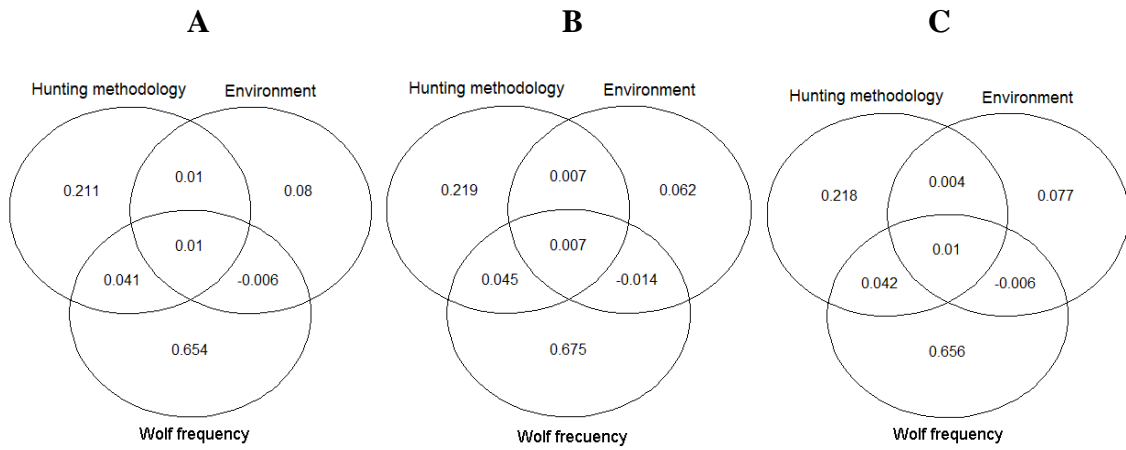 A
B
C
Hunting methodology
Environment
0.01
0.211
0.08
0.01
0.041
-0.006
0.654
Wolf frequency
Hunting methodology
Environment
0.007
0.219
0.062
0.007
0.045
-0.014
0.675
Wolf frecuency
Hunting methodology
Environment
0.004
0.218
0.077
0.01
0.042
-0.006
0.656
Wolf frequency